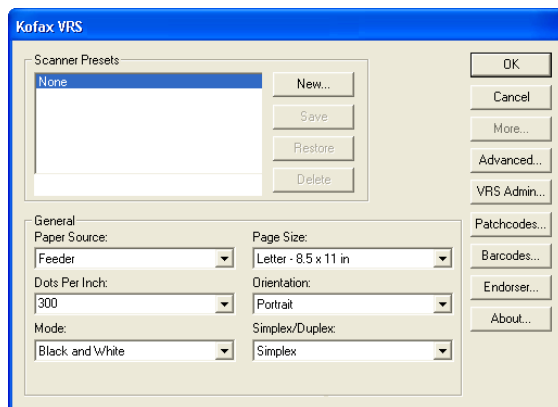 Kofax VRS
Scanner Presets
None
New...
Save
Restore
Delete
OK
Cancel
More...
Advanced...
VRS Admin...
Patchcodes...
Barcodes...
Endorser...
About...
General
Paper Source:
Page Size:
Feeder
Letter - 8.5 x 11 in
Dots Per Inch:
Orientation:
300
Portrait
Mode:
Simplex/Duplex:
Black and White
Simplex